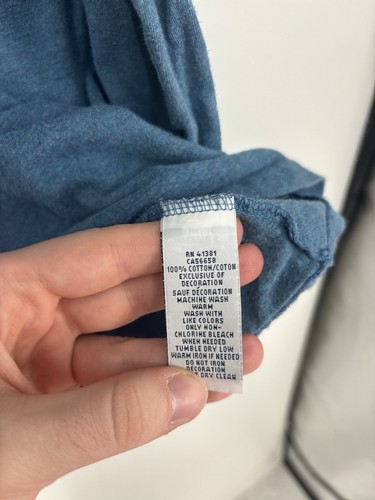 RN 41381
CA56658
100% COTTON/COTON
EXCLUSIVE OF
DECORATION
SAUF DÉCORATION
MACHINE WASH
WARM
WASH WITH
LIKE COLORS
ONLY NON-
CHLORINE BLEACH
WHEN NEEDED
TUMBLE DRY LOW
WARM IRON IF NEEDED
DO NOT IRON
DECORATION
DRY CLEAN